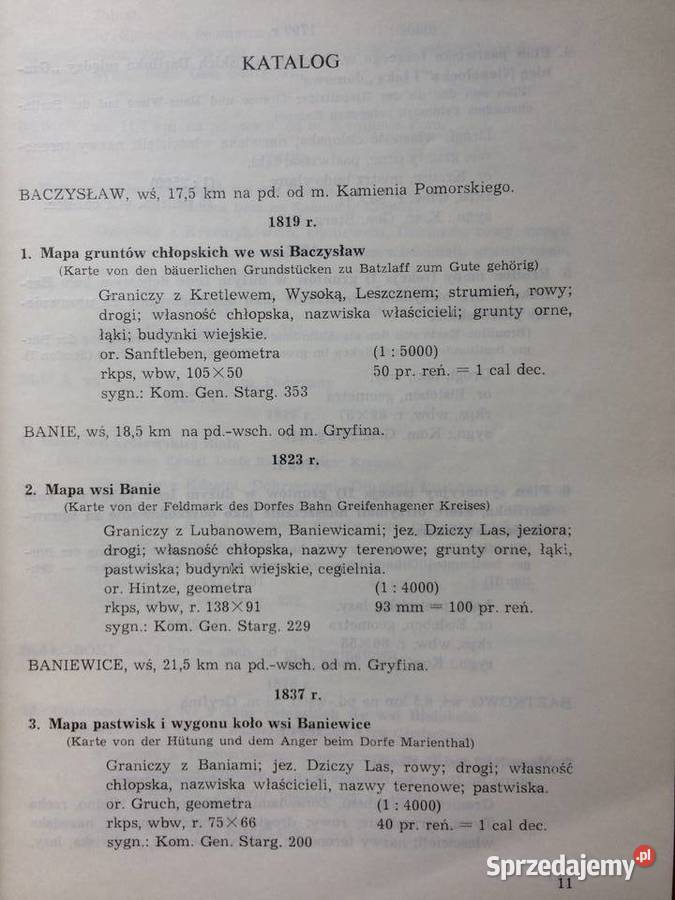 KATALOG
BACZYSŁAW, wś, 17,5 km na pd. od m. Kamienia Pomorskiego.
1819 r.
1. Mapa gruntów chłopskich we wsi Baczysław
(Karte von den bäuerlichen Grundstücken zu Batzlaff zum Gute gehörig)
Graniczy z Kretlewem, Wysoką, Leszcznem; strumień, rowy;
drogi; własność chłopska, nazwiska właścicieli; grunty orne,
łąki; budynki wiejskie.
or. Sanftleben, geometra (1 : 5000)
rkps, wbw, 105×50 50 pr. reń. = 1 cal dec.
sygn.: Kom. Gen. Starg. 353
BANIE, wś, 18,5 km na pd.-wsch. od m. Gryfina.
1823 r.
2. Mapa wsi Banie
(Karte von der Feldmark des Dorfes Bahn Greifenhagener Kreises)
Graniczy z Lubanowem, Baniewicami; jez. Dziczy Las, jeziora;
drogi; własność chłopska, nazwy terenowe; grunty orne, łąki,
pastwiska; budynki wiejskie, cegielnia.
or. Hintze, geometra (1 : 4000)
rkps, wbw, r. 138×91 93 mm = 100 pr. reń.
sygn.: Kom. Gen. Starg. 229
BANIEWICE, wś, 21,5 km na pd.-wsch. od m. Gryfina.
1837 r.
3. Mapa pastwisk i wygonu koło wsi Baniewice
(Karte von der Hütung und dem Anger beim Dorfe Marienthal)
Graniczy z Baniami; jez. Dziczy Las, rowy; drogi; własność
chłopska, nazwiska właścicieli, nazwy terenowe; pastwiska.
or. Gruch, geometra (1 : 4000)
rkps, wbw, r. 75×66 40 pr. reń. = 1 cal dec.
sygn.: Kom. Gen. Starg. 200
Sprzedajemy.pl
11